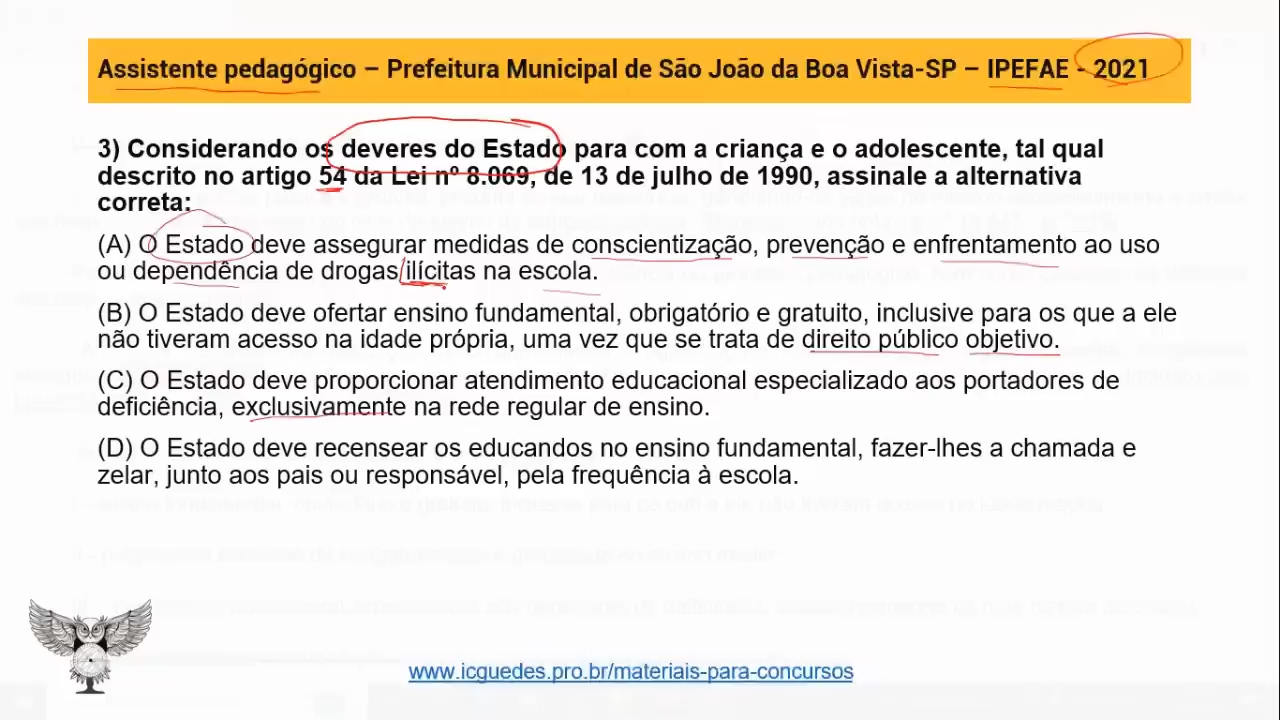 Assistente pedagógico – Prefeitura Municipal de São João da Boa Vista-SP – IPEFAE - 2021
3) Considerando os deveres do Estado para com a criança e o adolescente, tal qual
descrito no artigo 54 da Lei nº 8.069, de 13 de julho de 1990, assinale a alternativa
correta:
(A) O Estado deve assegurar medidas de conscientização, prevenção e enfrentamento ao uso
ou dependência de drogas ilícitas na escola.
(B) O Estado deve ofertar ensino fundamental, obrigatório e gratuito, inclusive para os que a ele
não tiveram acesso na idade própria, uma vez que se trata de direito público objetivo.
(C) O Estado deve proporcionar atendimento educacional especializado aos portadores de
deficiência, exclusivamente na rede regular de ensino.
(D) O Estado deve recensear os educandos no ensino fundamental, fazer-lhes a chamada e
zelar, junto aos pais ou responsável, pela frequência à escola.
www.icguedes.pro.br/materiais-para-concursos